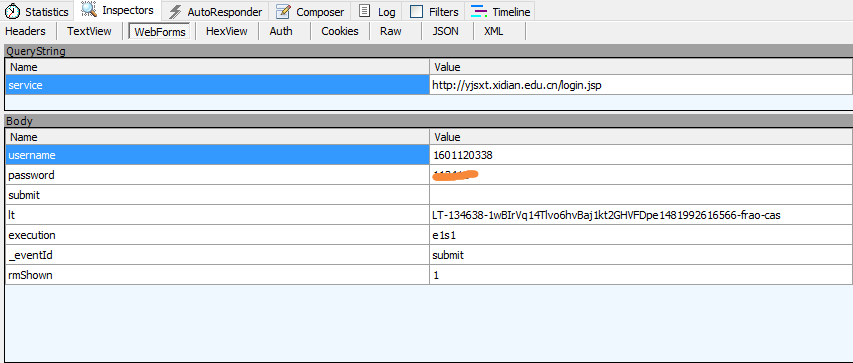 Statistics Inspectors AutoResponder Composer Log Filters Timeline
Headers TextView WebForms HexView Auth Cookies Raw JSON XML
QueryString
Name Value
service http://yjsxt.xidian.edu.cn/login.jsp
Body
Name Value
username 1601120338
password
submit
lt LT-134638-1wBIrVq14Tlvo6hvBaj1kt2GHVFDpe1481992616566-frao-cas
execution e1s1
_eventId submit
rmShown 1